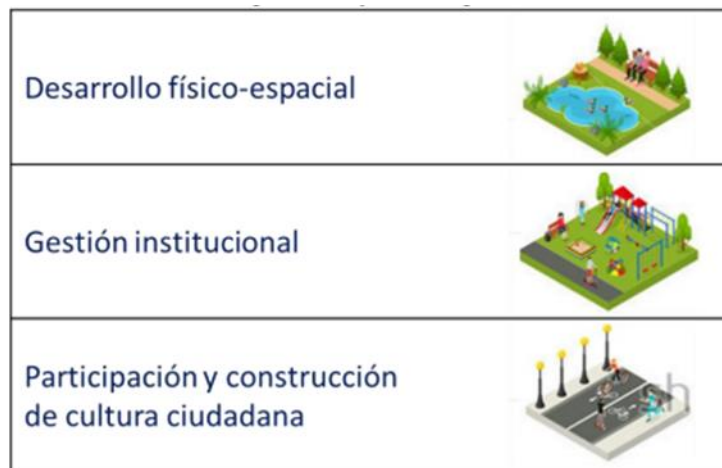 Desarrollo físico-espacial
Gestión institucional
Participación y construcción
de cultura ciudadana